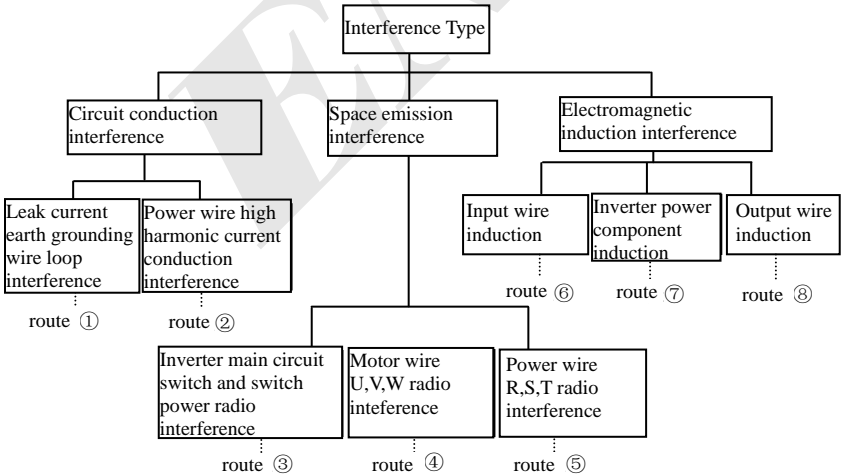 Interference Type
Circuit conduction
interference
Space emission
interference
Electromagnetic
induction interference
Leak current
earth grounding
wire loop
interference
Power wire high
harmonic current
conduction
interference
Input wire
induction
Inverter power
component
induction
Output wire
induction
route ①
route ②
route ⑥
route ⑦
route ⑧
Inverter main circuit
switch and switch
power radio
interference
Motor wire
U,V,W radio
inteference
Power wire
R,S,T radio
interference
route ③
route ④
route ⑤